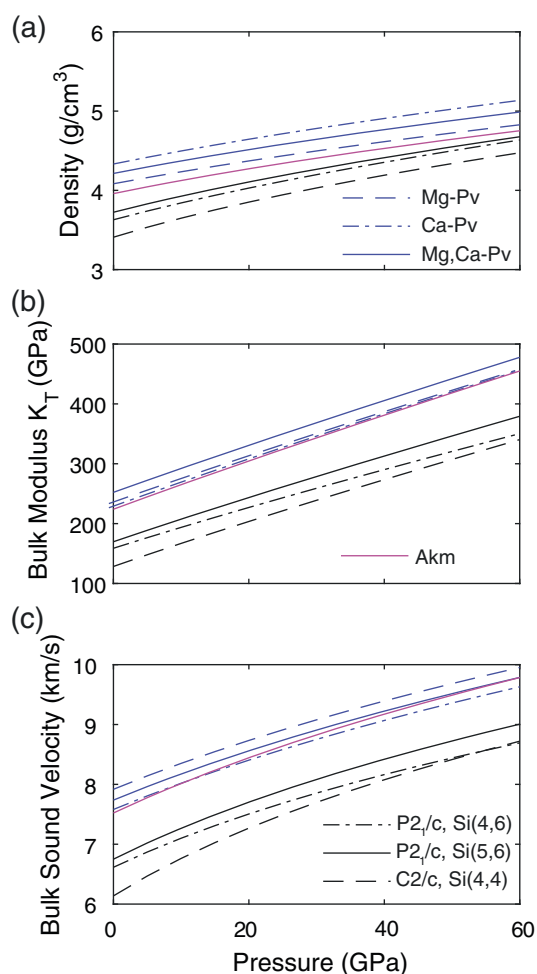 (a)
6
5
4
3
Density (g/cm³)
Mg-Pv
Ca-Pv
Mg,Ca-Pv
(b)
500
400
300
200
100
Bulk Modulus K_T (GPa)
Akm
(c)
10
9
8
7
6
Bulk Sound Velocity (km/s)
P2₁/c, Si(4,6)
P2₁/c, Si(5,6)
C2/c, Si(4,4)
0 20 40 60
Pressure (GPa)